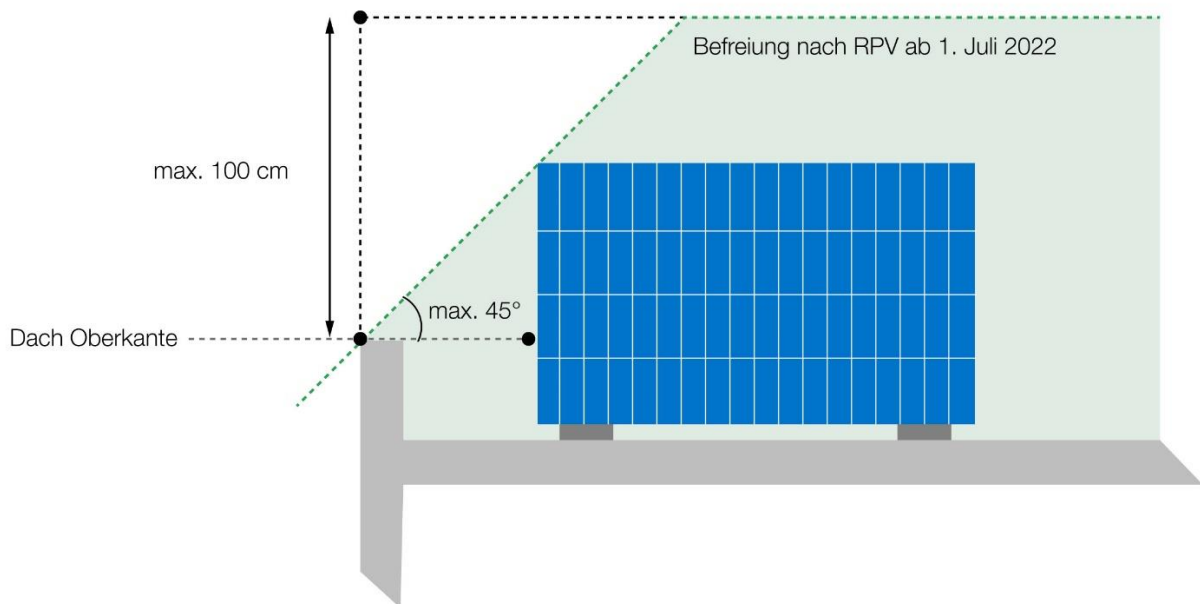 Befreiung nach RPV ab 1. Juli 2022
max. 100 cm
max. 45°
Dach Oberkante